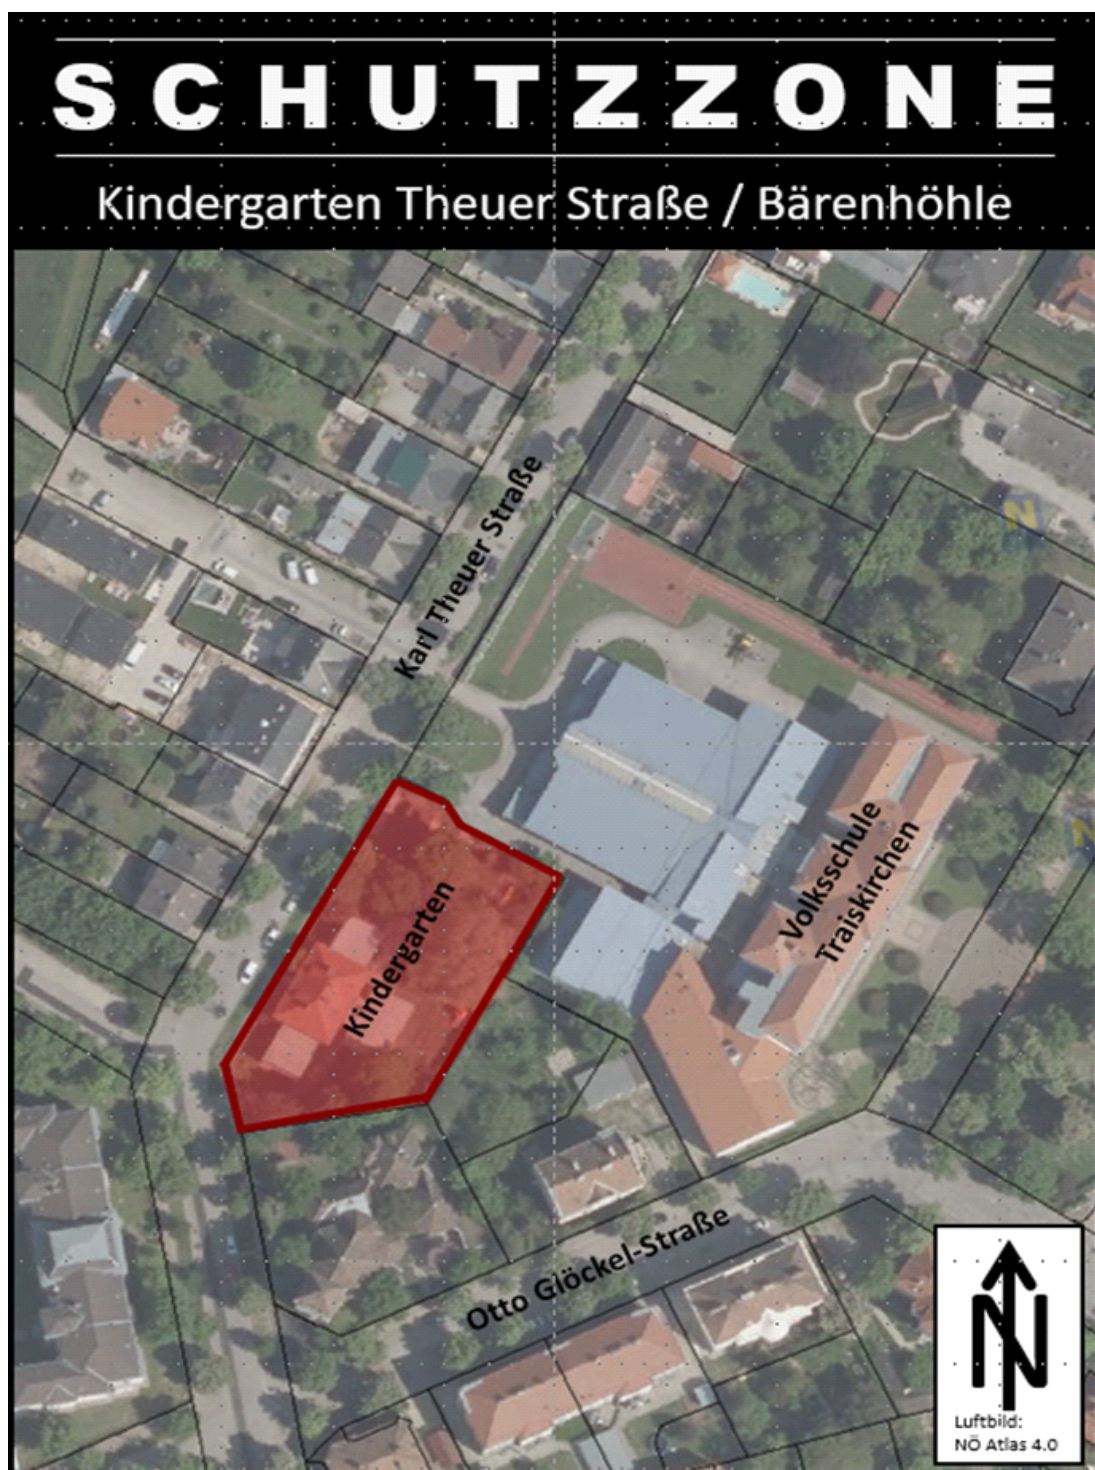 SCHUTZZONE
Kindergarten Theuer Straße / Bärenhöhle
Karl Theuer Straße
Volksschule
Traiskirchen
Kindergarten
Otto Glöckel-Straße
N
Luftbild:
NÖ Atlas 4.0